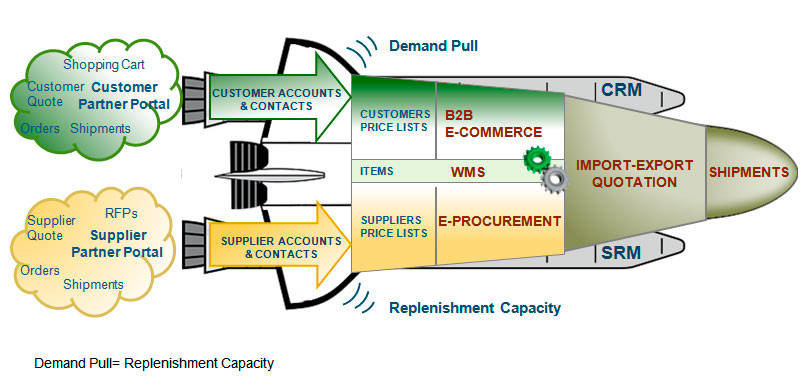 Demand Pull
Shopping Cart
Customer
Quote
Customer
Partner Portal
Orders
Shipments
CUSTOMER ACCOUNTS
& CONTACTS
CUSTOMERS
PRICE LISTS
B2B
E-COMMERCE
CRM
ITEMS
WMS
IMPORT-EXPORT
QUOTATION
SHIPMENTS
RFPs
Supplier
Quote
Supplier
Partner Portal
Orders
Shipments
SUPPLIER ACCOUNTS
& CONTACTS
SUPPLIERS
PRICE LISTS
E-PROCUREMENT
SRM
Replenishment Capacity
Demand Pull= Replenishment Capacity